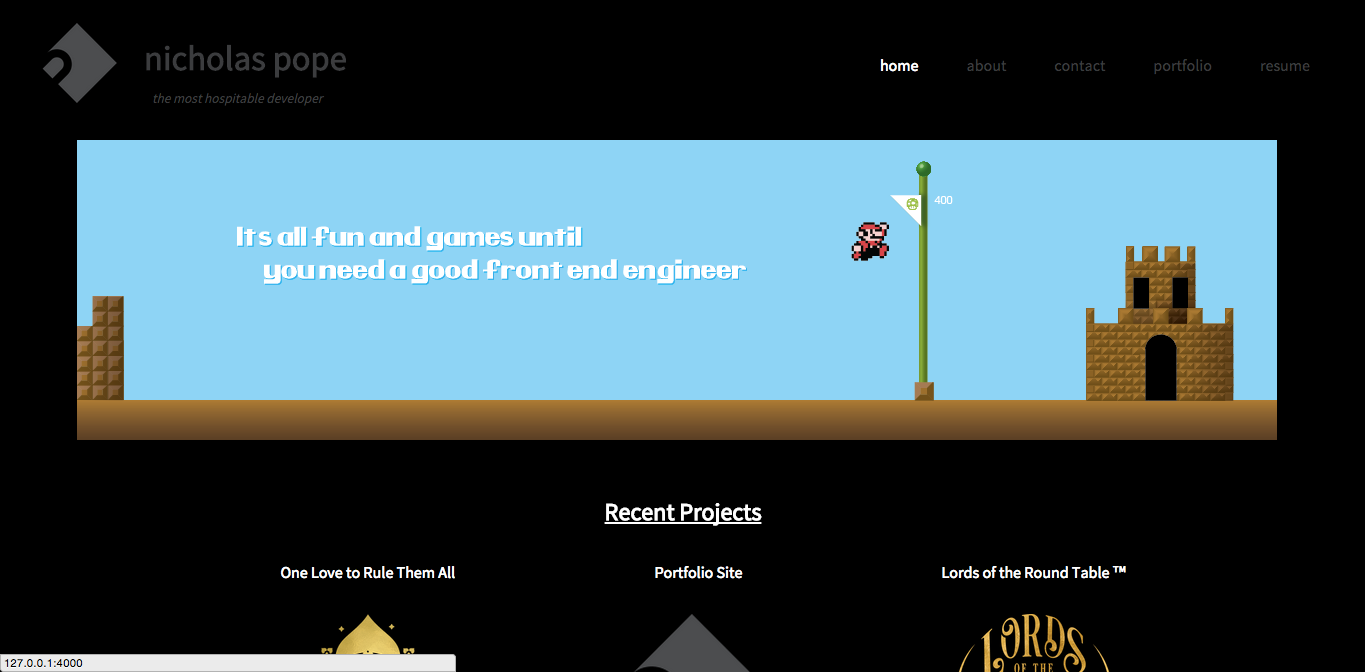 nicholas pope
the most hospitable developer
home about contact portfolio resume
400
Its all fun and games until
you need a good front end engineer
Recent Projects
One Love to Rule Them All
Portfolio Site
Lords of the Round Table ™
LORDS
OF THE
127.0.0.1:4000